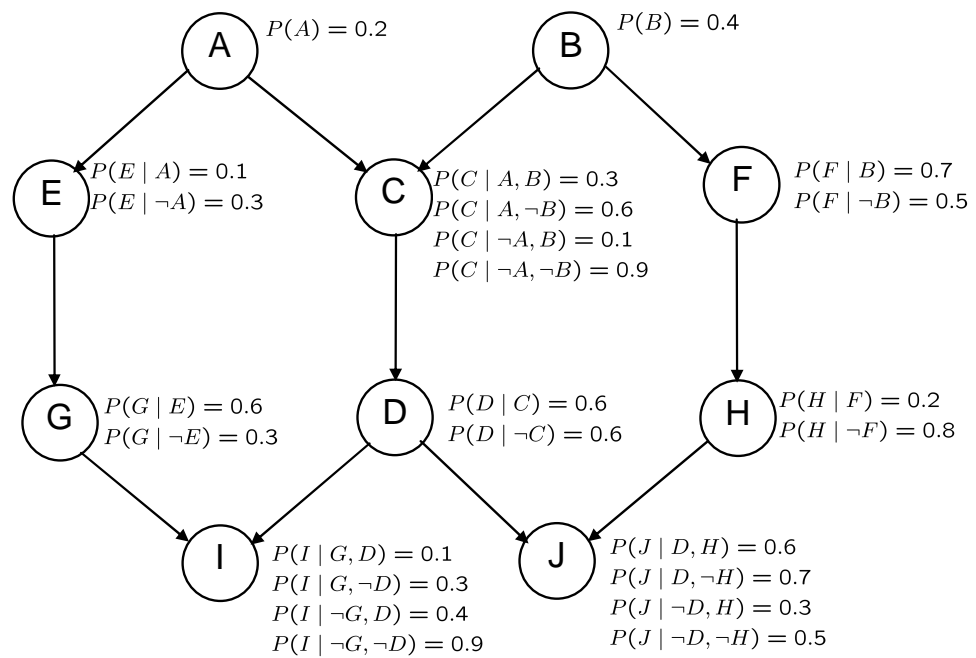 A
P(A) = 0.2
B
P(B) = 0.4
E
P(E | A) = 0.1
P(E | ¬A) = 0.3
C
P(C | A, B) = 0.3
P(C | A, ¬B) = 0.6
P(C | ¬A, B) = 0.1
P(C | ¬A, ¬B) = 0.9
F
P(F | B) = 0.7
P(F | ¬B) = 0.5
G
P(G | E) = 0.6
P(G | ¬E) = 0.3
D
P(D | C) = 0.6
P(D | ¬C) = 0.6
H
P(H | F) = 0.2
P(H | ¬F) = 0.8
I
P(I | G, D) = 0.1
P(I | G, ¬D) = 0.3
P(I | ¬G, D) = 0.4
P(I | ¬G, ¬D) = 0.9
J
P(J | D, H) = 0.6
P(J | D, ¬H) = 0.7
P(J | ¬D, H) = 0.3
P(J | ¬D, ¬H) = 0.5